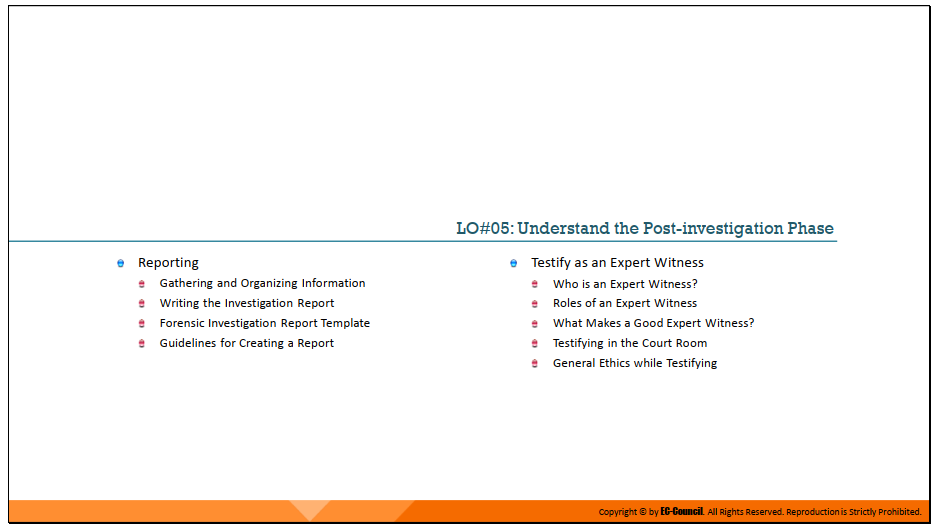 LO#05: Understand the Post-investigation Phase
Reporting
Gathering and Organizing Information
Writing the Investigation Report
Forensic Investigation Report Template
Guidelines for Creating a Report
Testify as an Expert Witness
Who is an Expert Witness?
Roles of an Expert Witness
What Makes a Good Expert Witness?
Testifying in the Court Room
General Ethics while Testifying
Copyright © by EC-Council. All Rights Reserved. Reproduction is Strictly Prohibited.